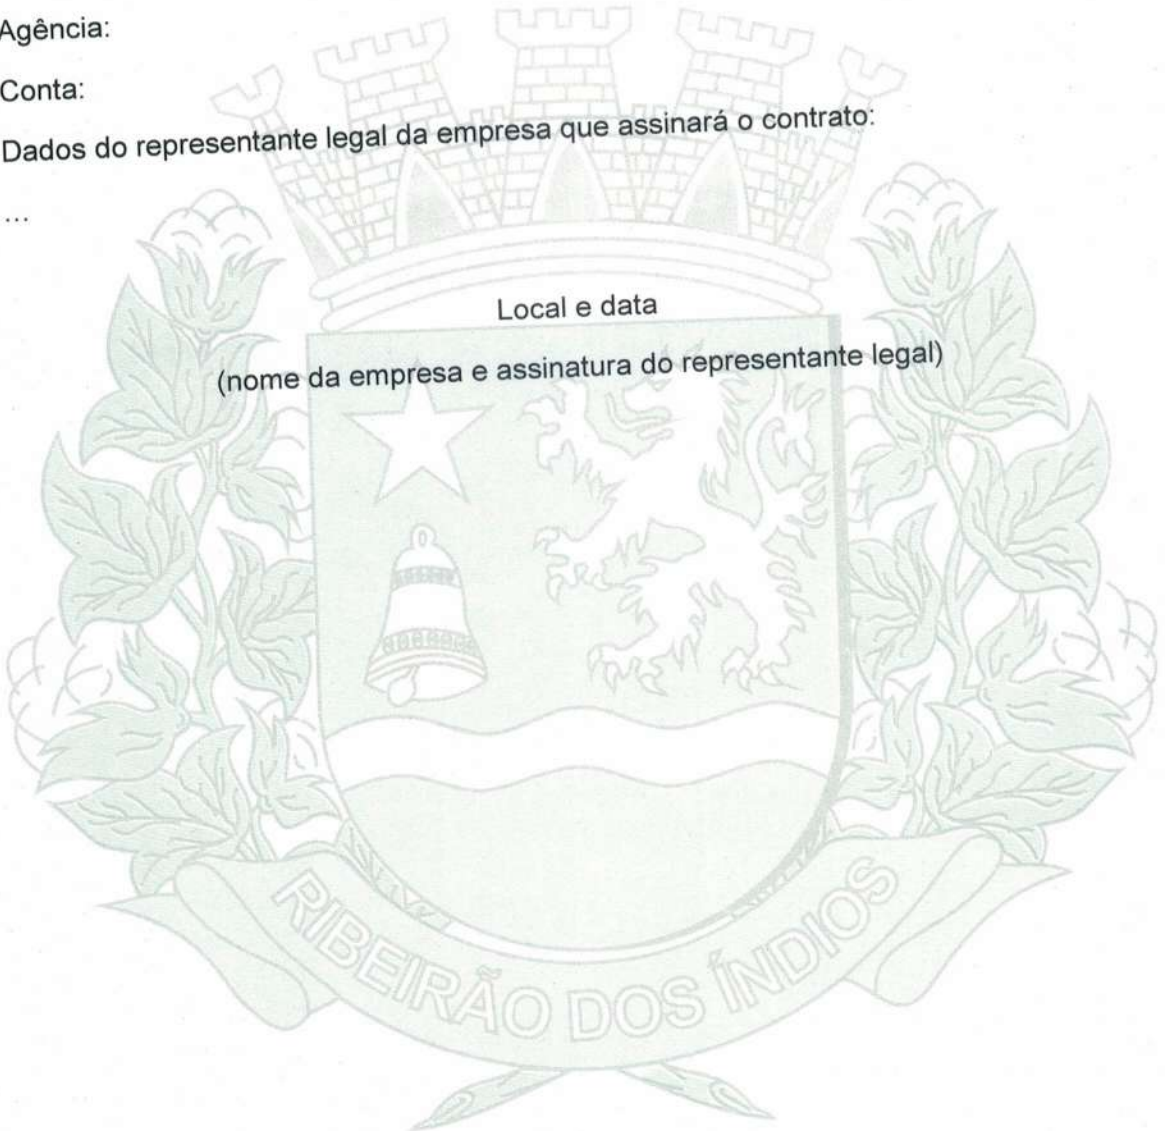 Agência:
Conta:
Dados do representante legal da empresa que assinará o contrato:
...
Local e data
(nome da empresa e assinatura do representante legal)
RIBEIRÃO DOS ÍNDIOS